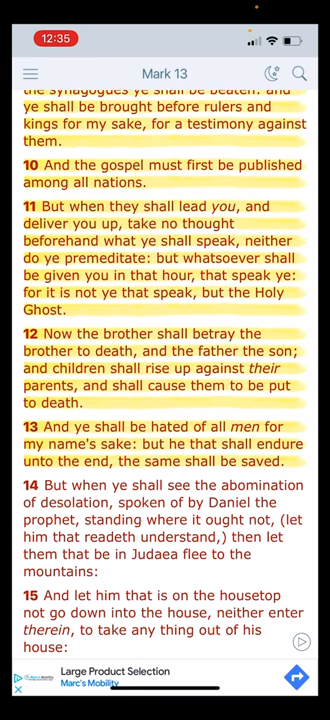 12:35
Mark 13
the synagogues ye shall be beaten: and
ye shall be brought before rulers and
kings for my sake, for a testimony against
them.
10 And the gospel must first be published
among all nations.
11 But when they shall lead you, and
deliver you up, take no thought
beforehand what ye shall speak, neither
do ye premeditate: but whatsoever shall
be given you in that hour, that speak ye:
for it is not ye that speak, but the Holy
Ghost.
12 Now the brother shall betray the
brother to death, and the father the son;
and children shall rise up against their
parents, and shall cause them to be put
to death.
13 And ye shall be hated of all men for
my name's sake: but he that shall endure
unto the end, the same shall be saved.
14 But when ye shall see the abomination
of desolation, spoken of by Daniel the
prophet, standing where it ought not, (let
him that readeth understand,) then let
them that be in Judaea flee to the
mountains:
15 And let him that is on the housetop
not go down into the house, neither enter
therein, to take any thing out of his
house:
Marc's Mobility
Large Product Selection
Marc's Mobility